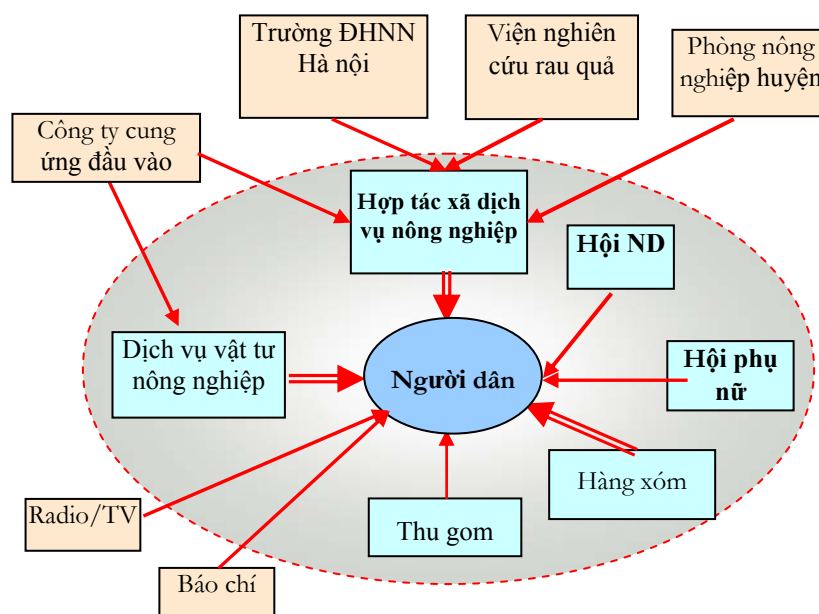 Trường ĐHNN
Hà nội
Viện nghiên
cứu rau quả
Phòng nông
nghiệp huyện
Công ty cung
ứng đầu vào
Hợp tác xã dịch
vụ nông nghiệp
Hội ND
Dịch vụ vật tư
nông nghiệp
Người dân
Hội phụ
nữ
Hàng xóm
Radio/TV
Thu gom
Báo chí